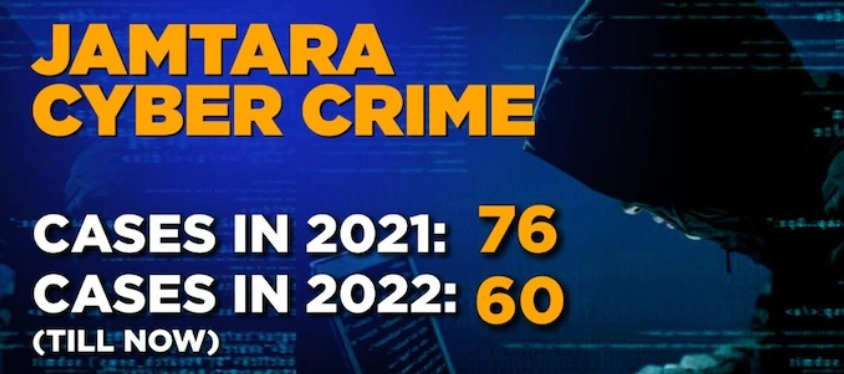 JAMTARA
CYBER CRIME
CASES IN 2021: 76
CASES IN 2022: 60
(TILL NOW)